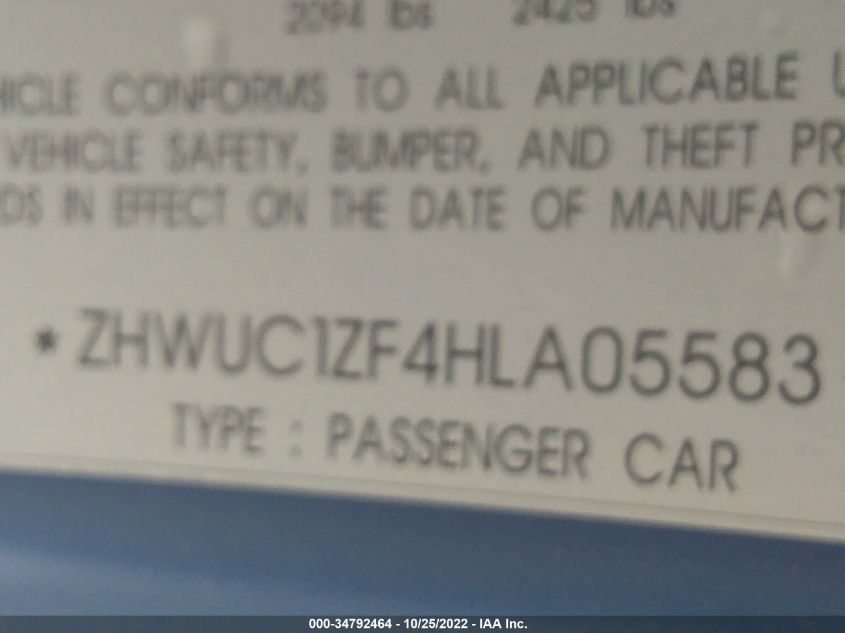 2094 lbs 2425 lbs
HICLE CONFORMS TO ALL APPLICABLE U
VEHICLE SAFETY, BUMPER, AND THEFT PR
DS IN EFFECT ON THE DATE OF MANUFACT
* ZHWUC1ZF4HLA05583
TYPE : PASSENGER CAR
000-34792464 - 10/25/2022 - IAA Inc.